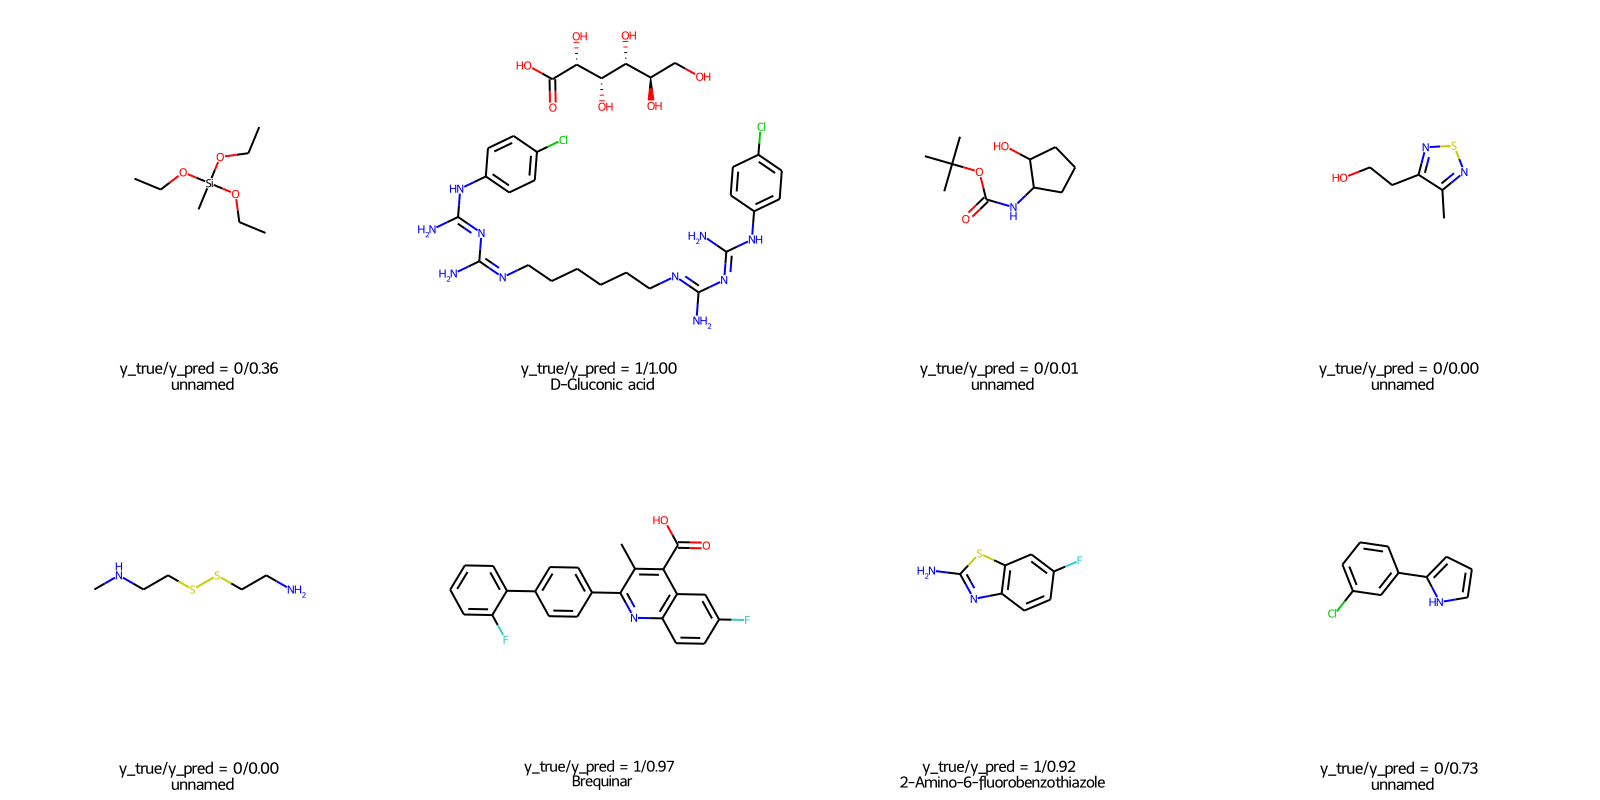 OH OH
HO OH
O OH OH
Cl Cl
O
O Si O
HN
H2N N
H2N N
H2N NH
N N
NH2
HO
O
O N
H
N S
N
HO
y_true/y_pred = 0/0.36
unnamed
y_true/y_pred = 1/1.00
D-Gluconic acid
y_true/y_pred = 0/0.01
unnamed
y_true/y_pred = 0/0.00
unnamed
H
N S S NH2
HO O
N F F
H2N S N F
Cl HN
y_true/y_pred = 0/0.00
unnamed
y_true/y_pred = 1/0.97
Brequinar
y_true/y_pred = 1/0.92
2-Amino-6-fluorobenzothiazole
y_true/y_pred = 0/0.73
unnamed